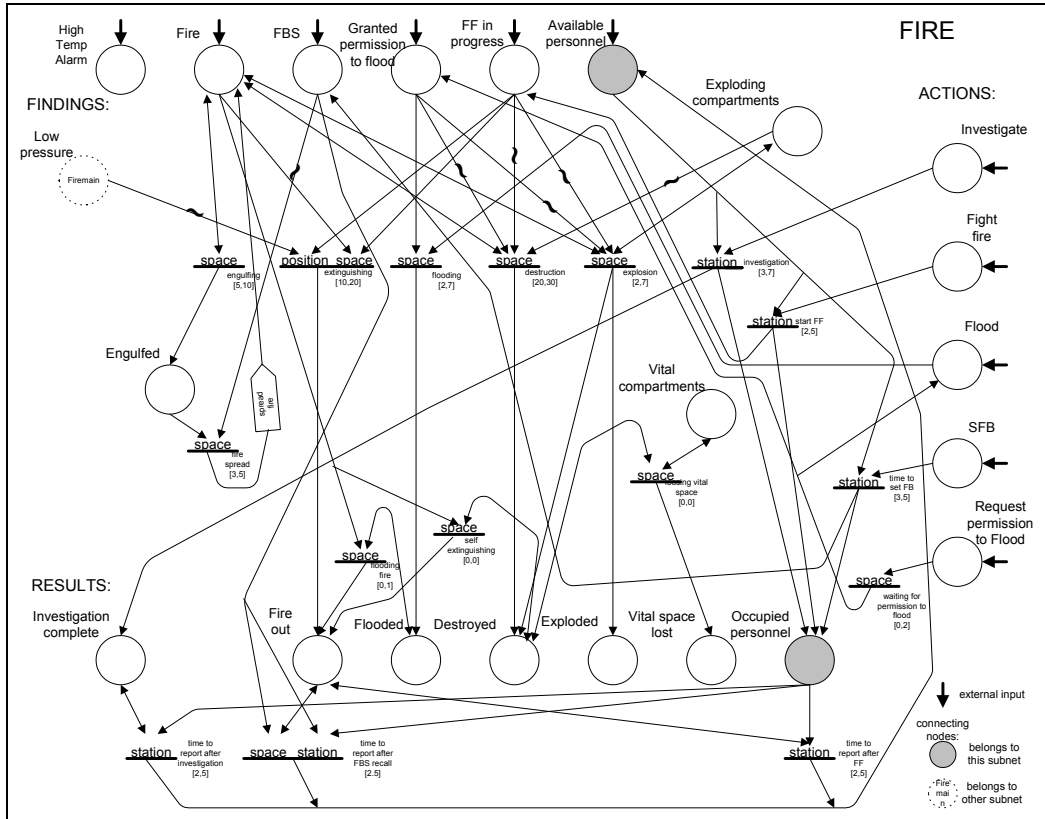 High
Temp
Alarm
Fire
FBS
Granted
permission
to flood
FF in
progress
Available
personnel
FIRE
FINDINGS:
Exploding
compartments
ACTIONS:
Low
pressure
Firemain
Investigate
Fight
fire
space
engulfing
[5,10]
position space
extinguishing
[10,20]
space
flooding
[2,7]
space
destruction
[20,30]
space
explosion
[2,7]
station
investigation
[3,7]
station
start FF
[2,5]
Flood
Engulfed
fire
spread
Vital
compartments
space
fire
spread
[3,5]
SFB
space
loosing vital
space
[0,0]
station
time to
set FB
[3,5]
Request
permission
to Flood
space
self
extinguishing
[0,0]
space
flooding
fire
[0,1]
space
waiting for
permission to
flood
[0,2]
RESULTS:
Investigation
complete
Fire
out
Flooded
Destroyed
Exploded
Vital space
lost
Occupied
personnel
external input
connecting
nodes:
belongs to
this subnet
Fire'
mai
n
belongs to
other subnet
station
time to
report after
investigation
[2,5]
space station
time to
report after
FBS recall
[2.5]
station
time to
report after
FF
[2,5]